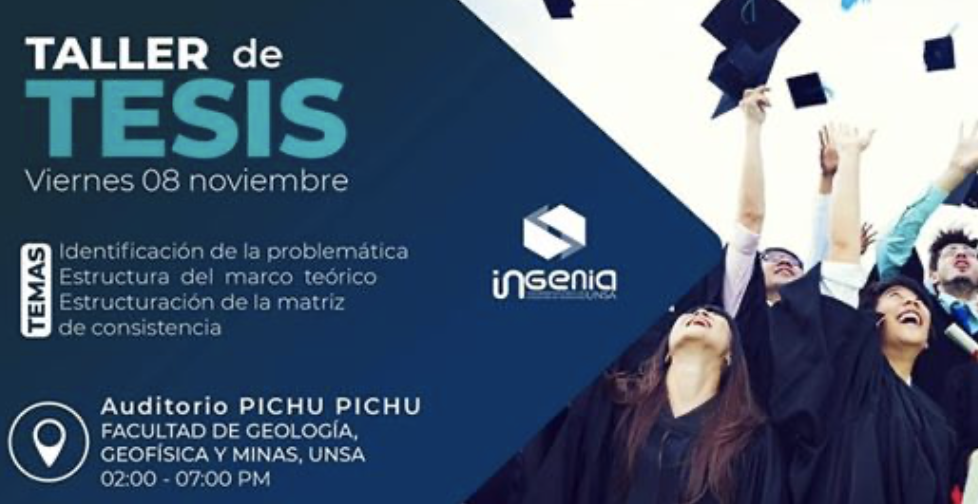 TALLER de
TESIS
Viernes 08 noviembre
TEMAS
Identificación de la problemática
Estructura del marco teórico
Estructuración de la matriz
de consistencia
inGenia
UNSA
Auditorio PICHU PICHU
FACULTAD DE GEOLOGÍA,
GEOFÍSICA Y MINAS, UNSA
02:00 - 07:00 PM